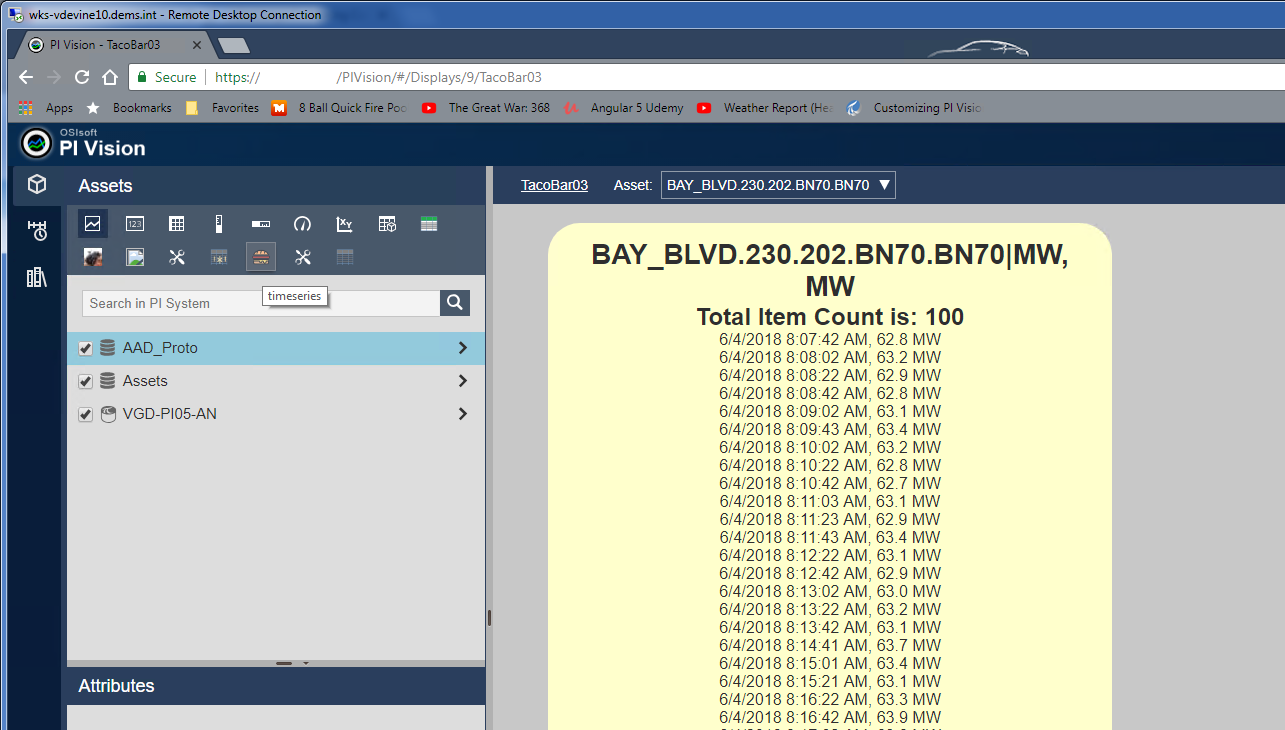 wks-vdevine10.dems.int - Remote Desktop Connection
PI Vision - TacoBar03
Secure https:// /PIVision/#/Displays/9/TacoBar03
Apps Bookmarks Favorites 8 Ball Quick Fire Poo The Great War: 368 Angular 5 Udemy Weather Report (Hea Customizing PI Visio
OSIsoft
PI Vision
Assets
TacoBar03 Asset: BAY_BLVD.230.202.BN70.BN70
123
XY
timeseries
Search in PI System
AAD_Proto
Assets
VGD-PI05-AN
Attributes
BAY_BLVD.230.202.BN70.BN70|MW,
MW
Total Item Count is: 100
6/4/2018 8:07:42 AM, 62.8 MW
6/4/2018 8:08:02 AM, 63.2 MW
6/4/2018 8:08:22 AM, 62.9 MW
6/4/2018 8:08:42 AM, 62.8 MW
6/4/2018 8:09:02 AM, 63.1 MW
6/4/2018 8:09:43 AM, 63.4 MW
6/4/2018 8:10:02 AM, 63.2 MW
6/4/2018 8:10:22 AM, 62.8 MW
6/4/2018 8:10:42 AM, 62.7 MW
6/4/2018 8:11:03 AM, 63.1 MW
6/4/2018 8:11:23 AM, 62.9 MW
6/4/2018 8:11:43 AM, 63.4 MW
6/4/2018 8:12:22 AM, 63.1 MW
6/4/2018 8:12:42 AM, 62.9 MW
6/4/2018 8:13:02 AM, 63.0 MW
6/4/2018 8:13:22 AM, 63.2 MW
6/4/2018 8:13:42 AM, 63.1 MW
6/4/2018 8:14:41 AM, 63.7 MW
6/4/2018 8:15:01 AM, 63.4 MW
6/4/2018 8:15:21 AM, 63.1 MW
6/4/2018 8:16:22 AM, 63.3 MW
6/4/2018 8:16:42 AM, 63.9 MW